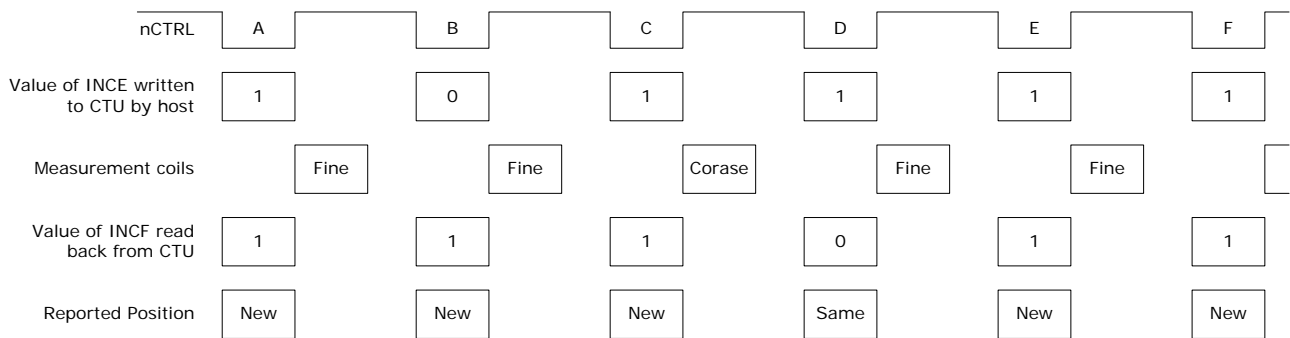 nCTRL A B C D E F
Value of INCE written
to CTU by host 1 0 1 1 1 1
Measurement coils Fine Fine Corase Fine Fine
Value of INCF read
back from CTU 1 1 1 0 1 1
Reported Position New New New Same New New